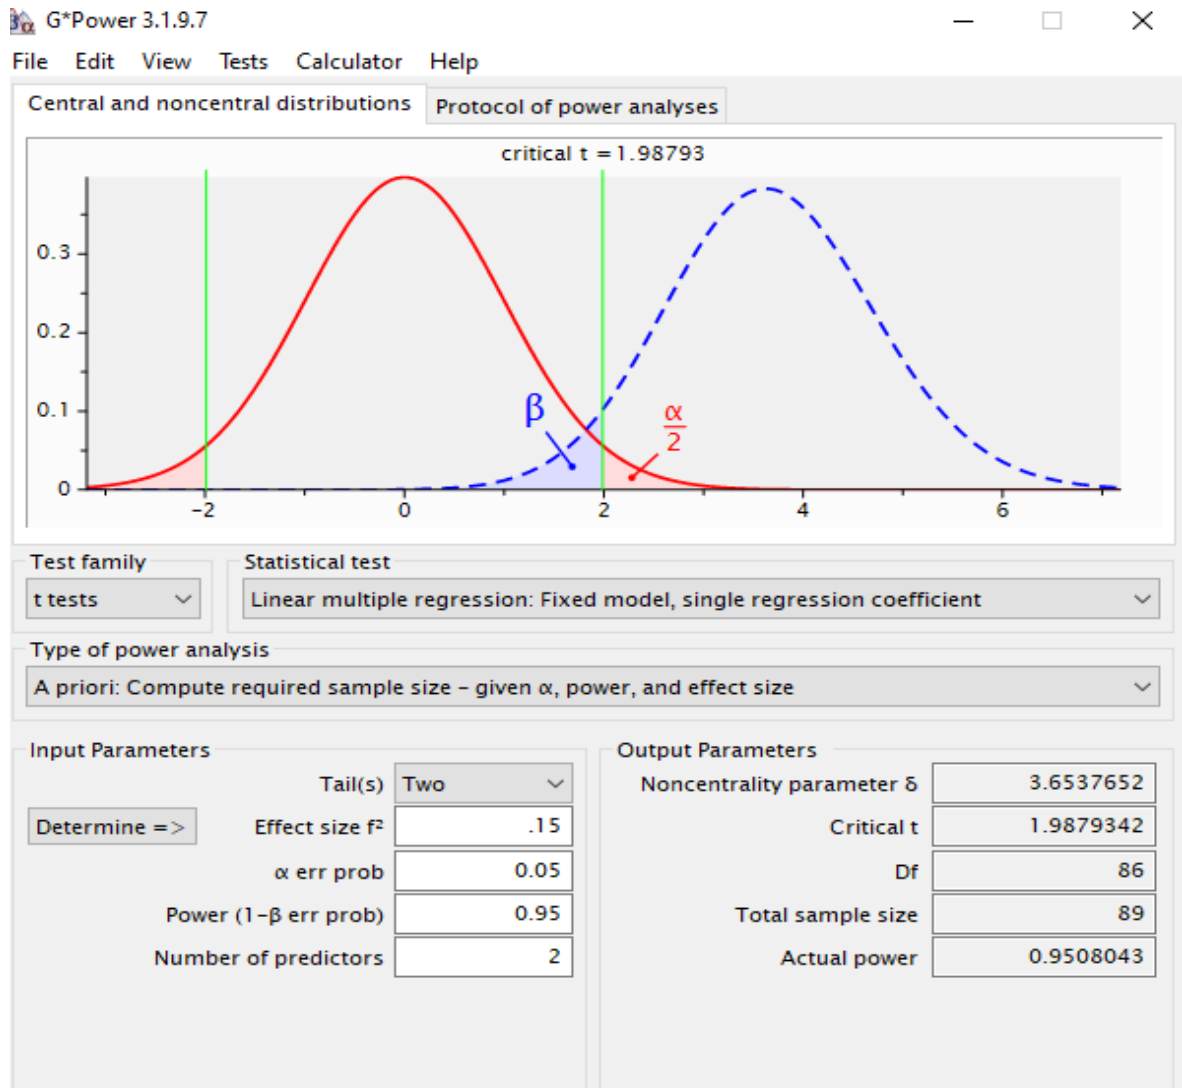 G*Power 3.1.9.7
File Edit View Tests Calculator Help
Central and noncentral distributions Protocol of power analyses
critical t = 1.98793
0.3
0.2
0.1
0
β
α
2
-2 0 2 4 6
Test family Statistical test
t tests Linear multiple regression: Fixed model, single regression coefficient
Type of power analysis
A priori: Compute required sample size – given α, power, and effect size
Input Parameters Output Parameters
Tail(s) Two Noncentrality parameter δ 3.6537652
Determine => Effect size f² .15 Critical t 1.9879342
α err prob 0.05 Df 86
Power (1-β err prob) 0.95 Total sample size 89
Number of predictors 2 Actual power 0.9508043